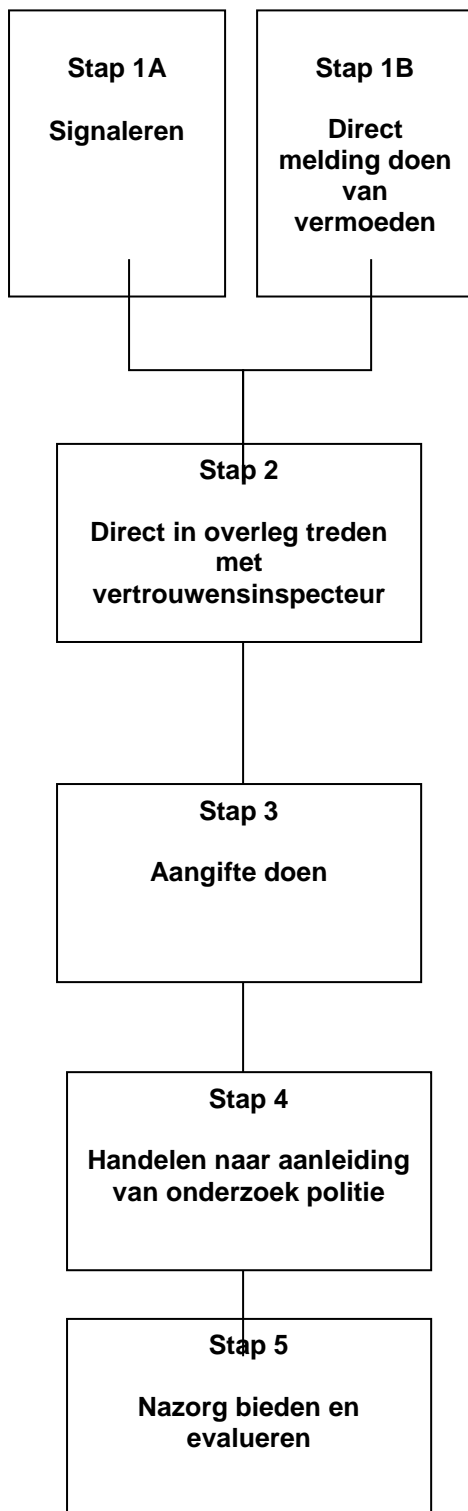 Stap 1A
Signaleren
Stap 1B
Direct
melding doen
van
vermoeden
Stap 2
Direct in overleg treden
met
vertrouwensinspecteur
Stap 3
Aangifte doen
Stap 4
Handelen naar aanleiding
van onderzoek politie
Stap 5
Nazorg bieden en
evalueren